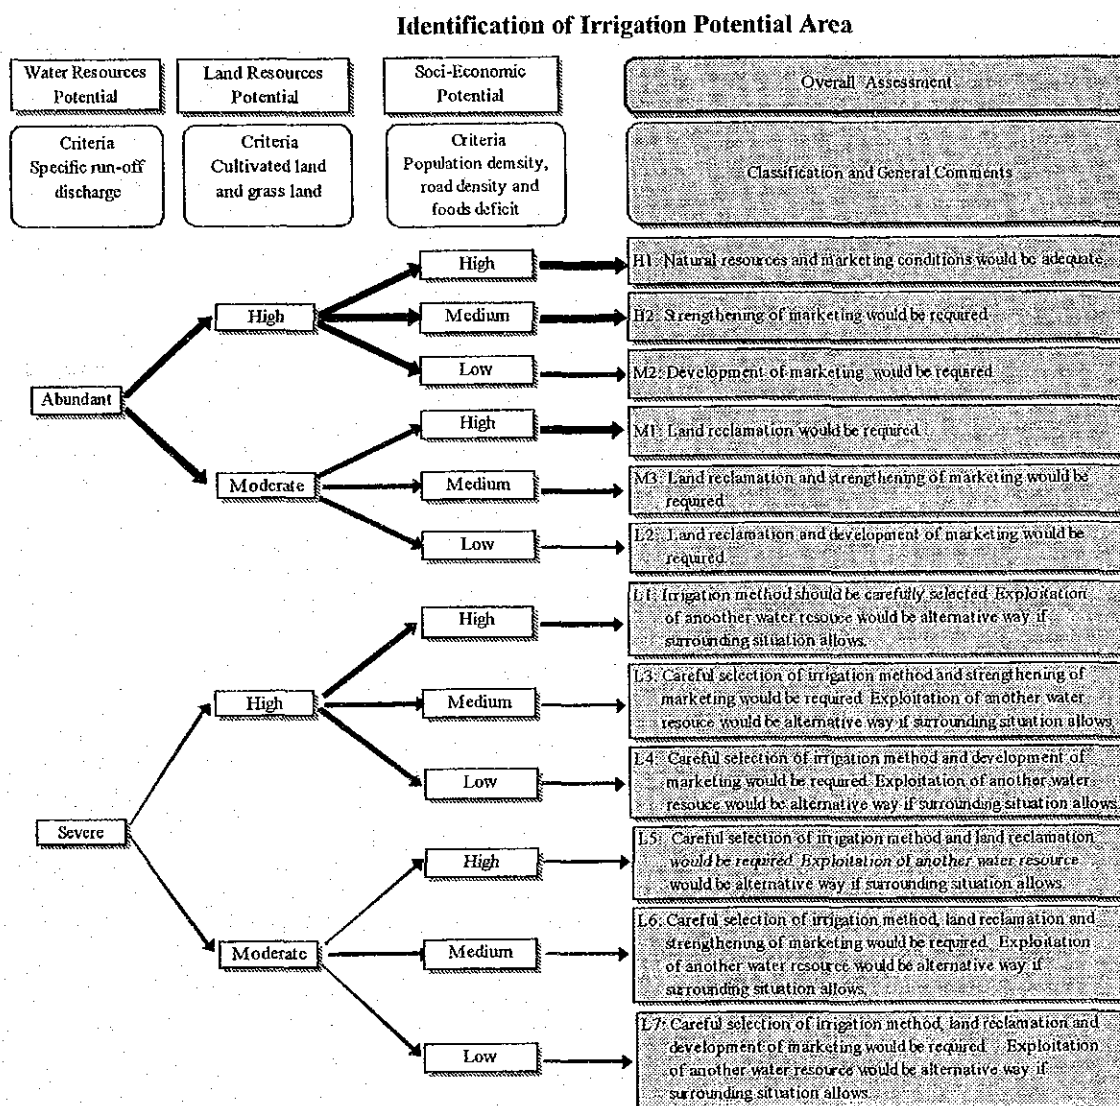 Identification of Irrigation Potential Area
Water Resources
Potential
Land Resources
Potential
Soci-Economic
Potential
Overall Assessment
Criteria
Specific run-off
discharge
Criteria
Cultivated land
and grass land
Criteria
Population demsity,
road density and
foods deficit
Classification and General Comments
Abundant
High
High
H1: Natural resources and marketing conditions would be adequate.
Medium
H2: Strengthening of marketing would be required
Low
M2: Development of marketing would be required
Moderate
High
M1: Land reclamation would be required.
Medium
M3: Land reclamation and strengthening of marketing would be
required
Low
L2: Land reclamation and development of marketing would be
required.
Severe
High
High
L1: Irrigation method should be carefully selected. Exploitation
of anoother water resouce would be alternative way if
surrounding situation allows.
Medium
L3: Careful selection of irrigation method and strengthening of
marketing would be required. Exploitation of another water
resouce would be alternative way if surrounding situation allows.
Low
L4: Careful selection of irrigation method and development of
marketing would be required. Exploitation of another water
resouce would be alternative way if surrounding situation allows.
Moderate
High
L5: Careful selection of irrigation method and land reclamation
would be required. Exploitation of another water resource
would be alternative way if surrounding situation allows.
Medium
L6: Careful selection of irrigation method, land reclamation and
strengthening of marketing would be required. Exploitation
of another water resource would be alternative way if
surrounding situation allows.
Low
L7: Careful selection of irrigation method, land reclamation and
development of marketing would be required. Exploitation
of another water resource would be alternative way if
surrounding situation allows.